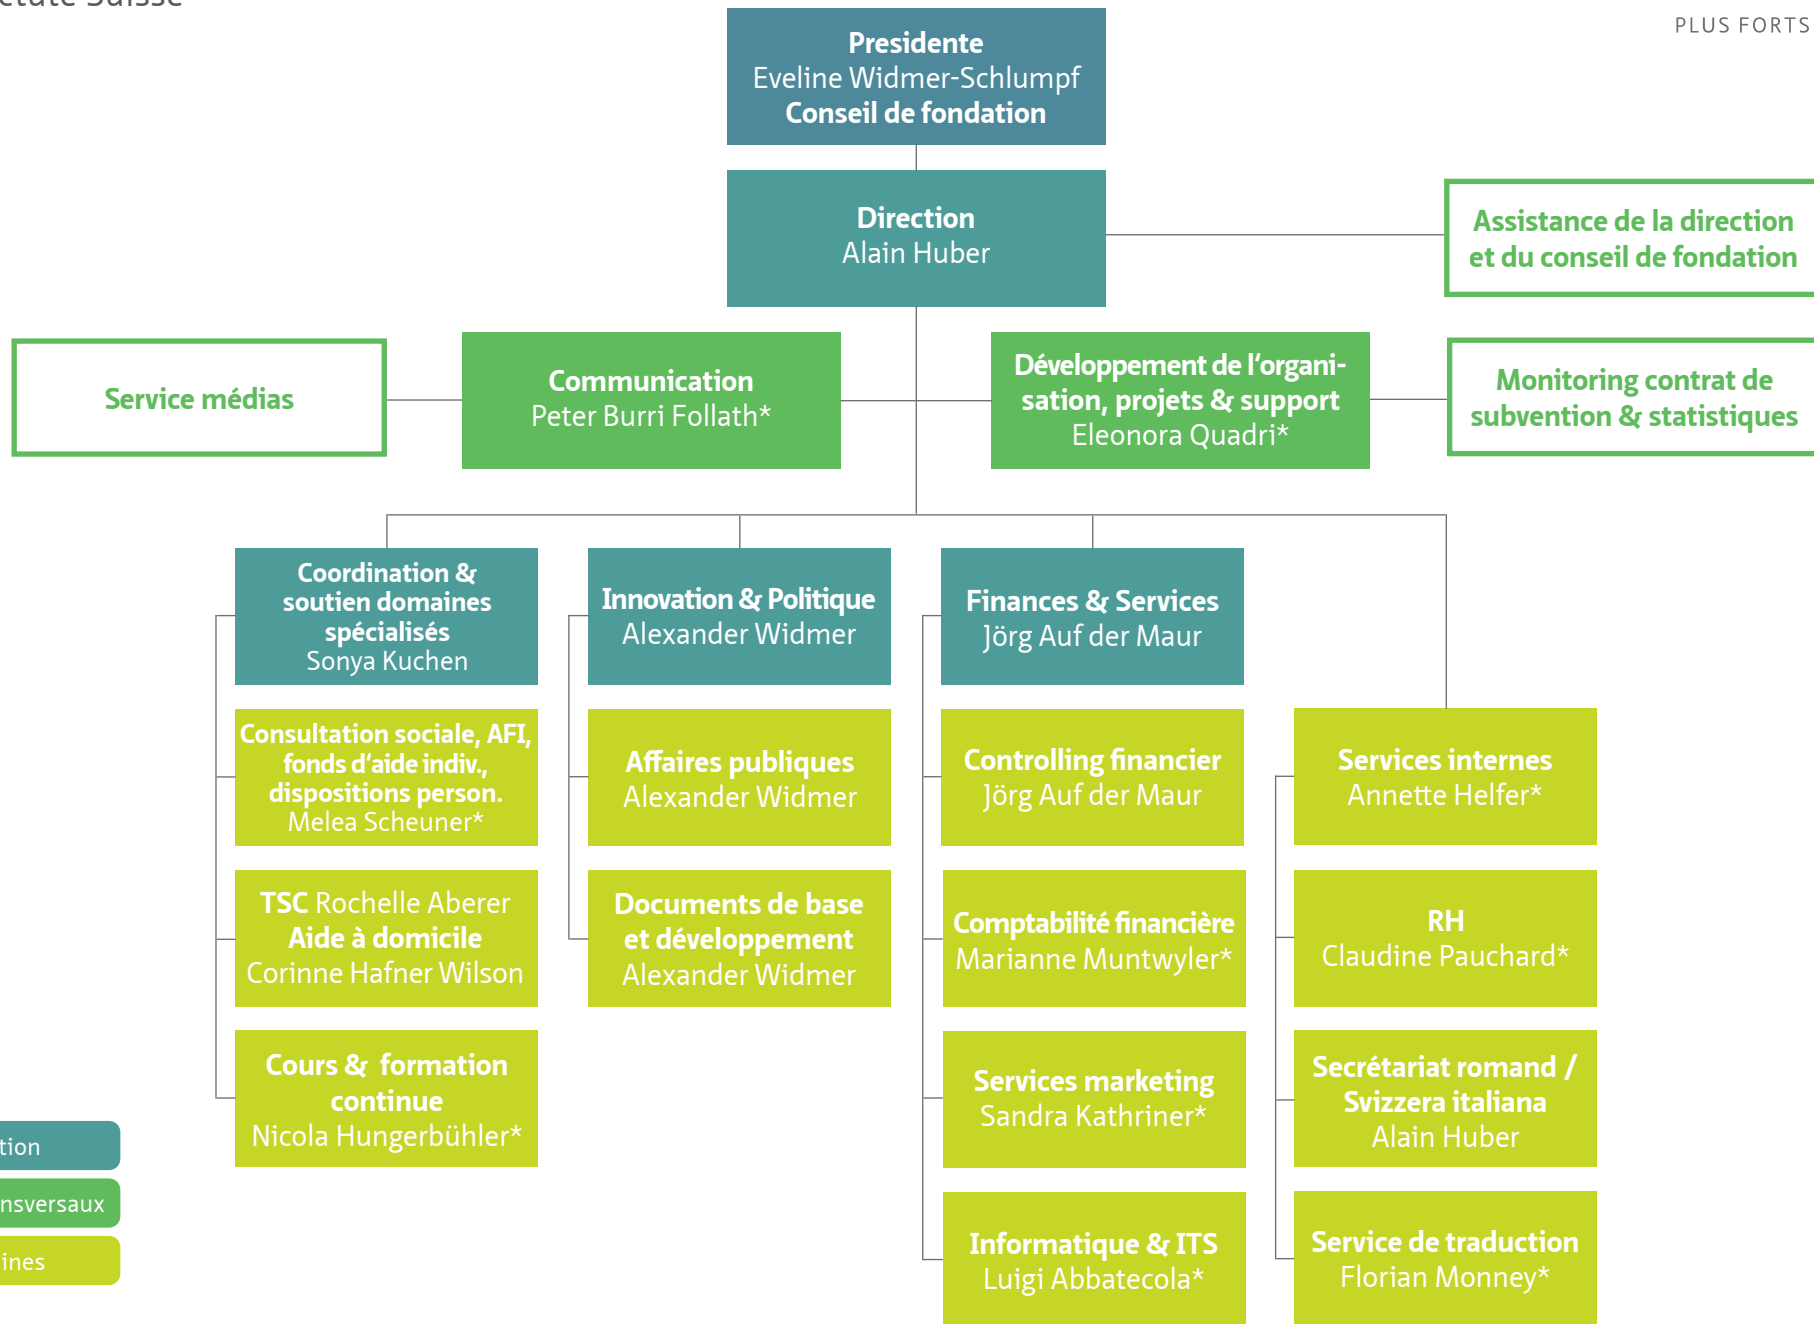 Suisse
PLUS FORTS
Presidente
Eveline Widmer-Schlumpf
Conseil de fondation
Direction
Alain Huber
Assistance de la direction
et du conseil de fondation
Service médias
Communication
Peter Burri Follath*
Développement de l‘organi-
sation, projets & support
Eleonora Quadri*
Monitoring contrat de
subvention & statistiques
Coordination &
soutien domaines
spécialisés
Sonya Kuchen
Innovation & Politique
Alexander Widmer
Finances & Services
Jörg Auf der Maur
Consultation sociale, AFI,
fonds d’aide indiv.,
dispositions person.
Melea Scheuner*
Affaires publiques
Alexander Widmer
Controlling financier
Jörg Auf der Maur
Services internes
Annette Helfer*
TSC Rochelle Aberer
Aide à domicile
Corinne Hafner Wilson
Documents de base
et développement
Alexander Widmer
Comptabilité financière
Marianne Muntwyler*
RH
Claudine Pauchard*
Cours & formation
continue
Nicola Hungerbühler*
Services marketing
Sandra Kathriner*
Secrétariat romand /
Svizzera italiana
Alain Huber
Informatique & ITS
Luigi Abbatecola*
Service de traduction
Florian Monney*
tion
nsversaux
ines